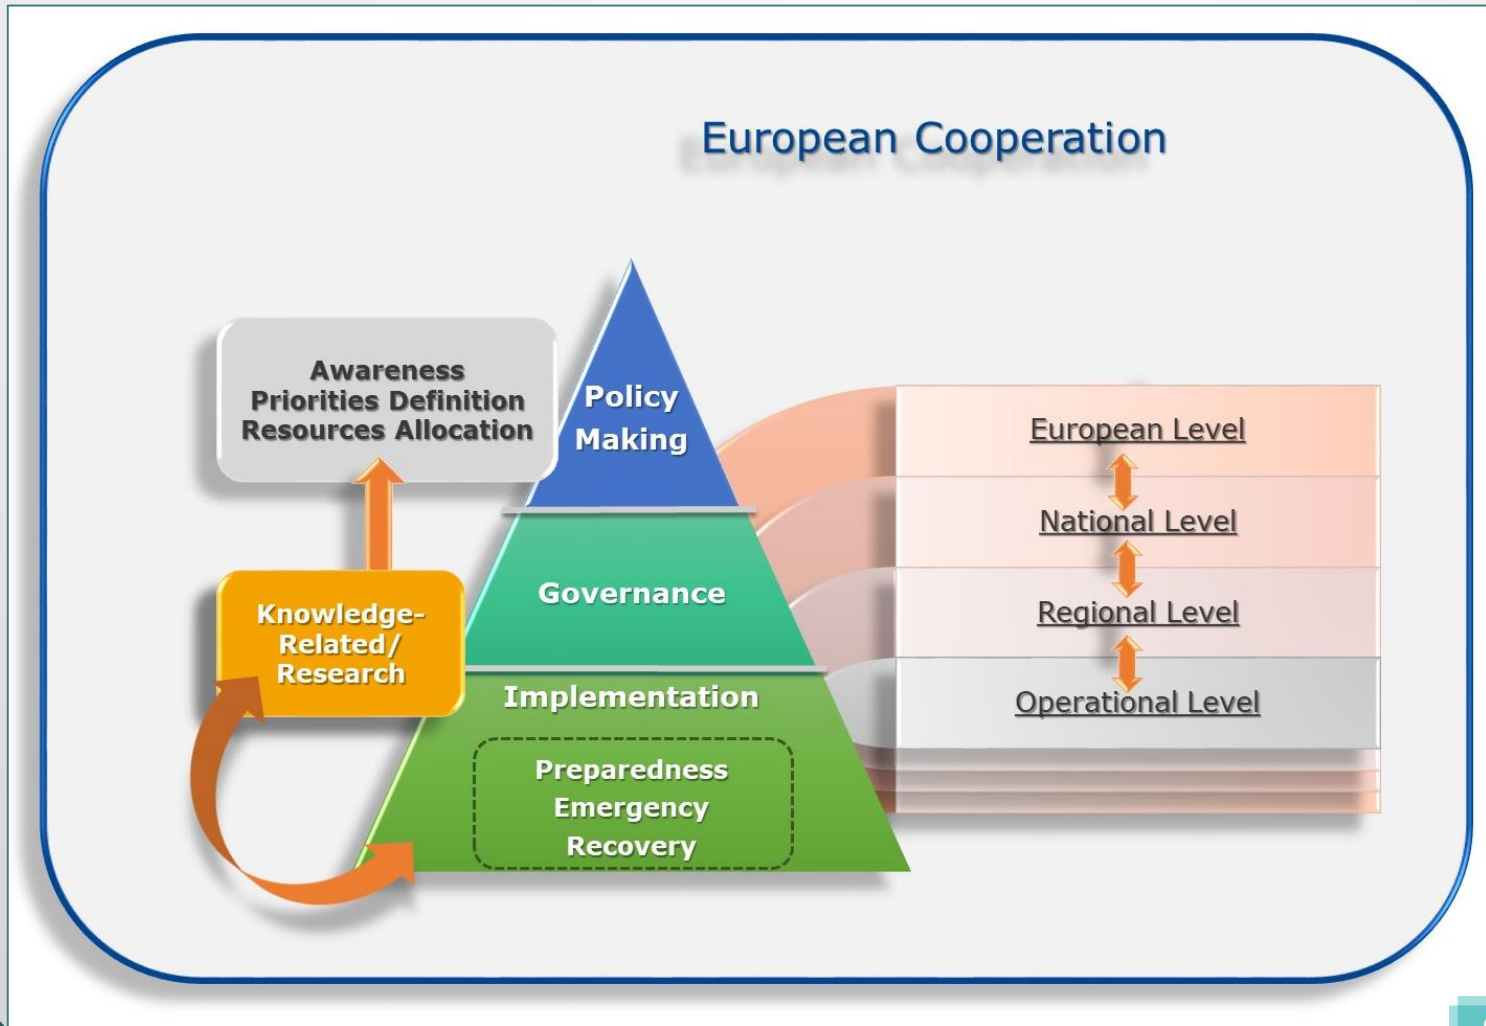 European Cooperation
Awareness
Priorities Definition
Resources Allocation
Policy
Making
European Level
National Level
Governance
Knowledge-
Related/
Research
Regional Level
Implementation
Operational Level
Preparedness
Emergency
Recovery